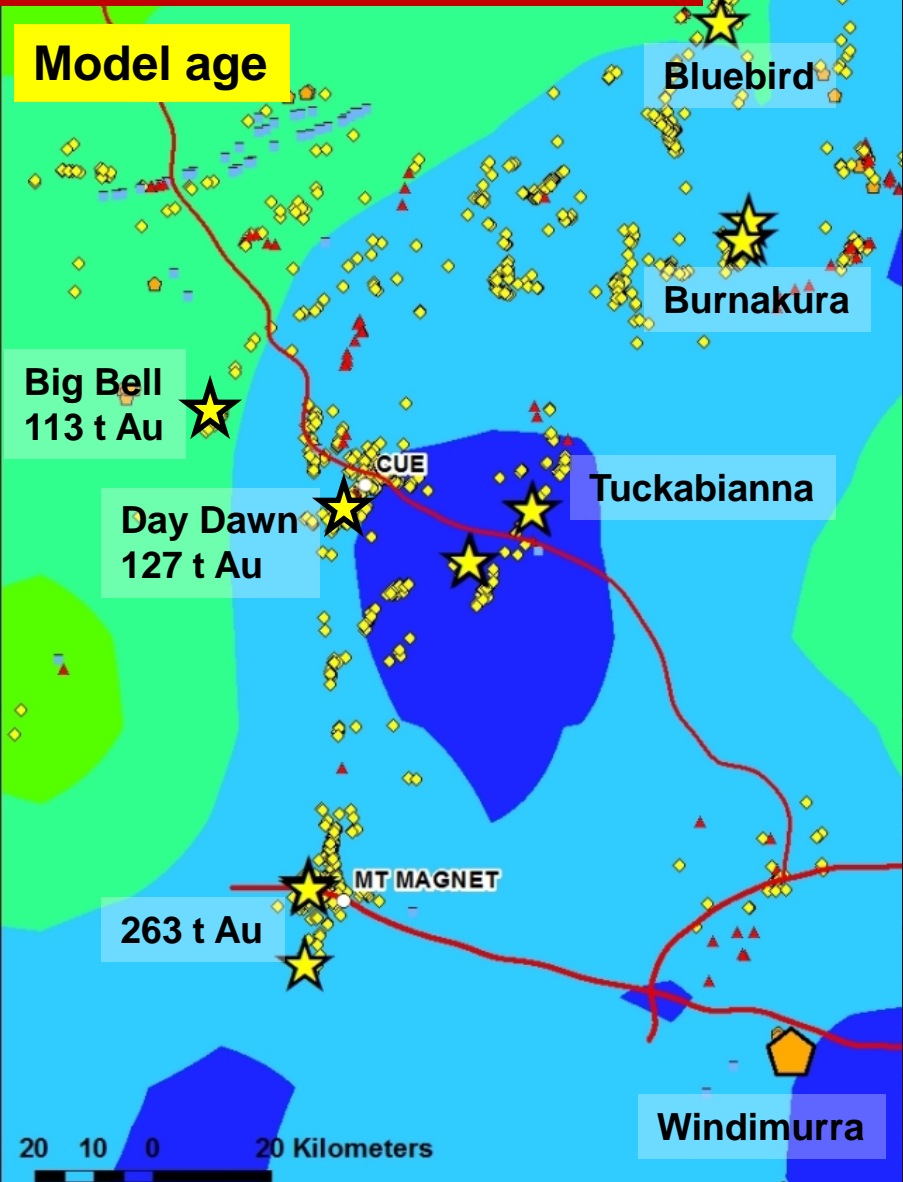 Model age
Bluebird
Burnakura
Big Bell
113 t Au
CUE
Tuckabianna
Day Dawn
127 t Au
MT MAGNET
263 t Au
Windimurra
20 10 0 20 Kilometers